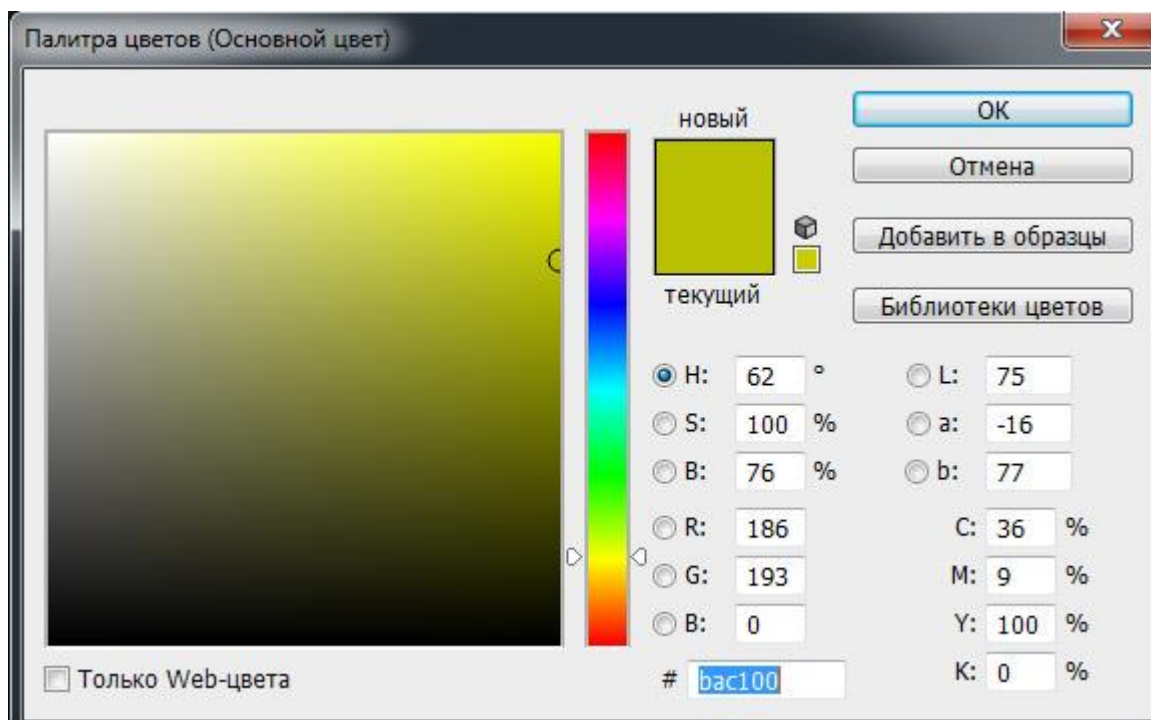 Палитра цветов (Основной цвет)
новый
текущий
OK
Отмена
Добавить в образцы
Библиотеки цветов
H: 62 °
S: 100 %
B: 76 %
R: 186
G: 193
B: 0
# bac100
L: 75
a: -16
b: 77
C: 36 %
M: 9 %
Y: 100 %
K: 0 %
Только Web-цвета